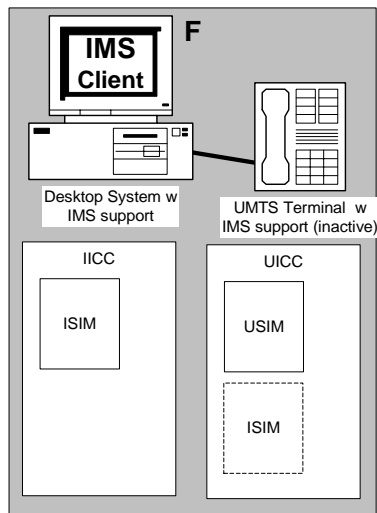 F
IMS
Client
Desktop System w
IMS support
UMTS Terminal w
IMS support (inactive)
IICC
ISIM
UICC
USIM
ISIM